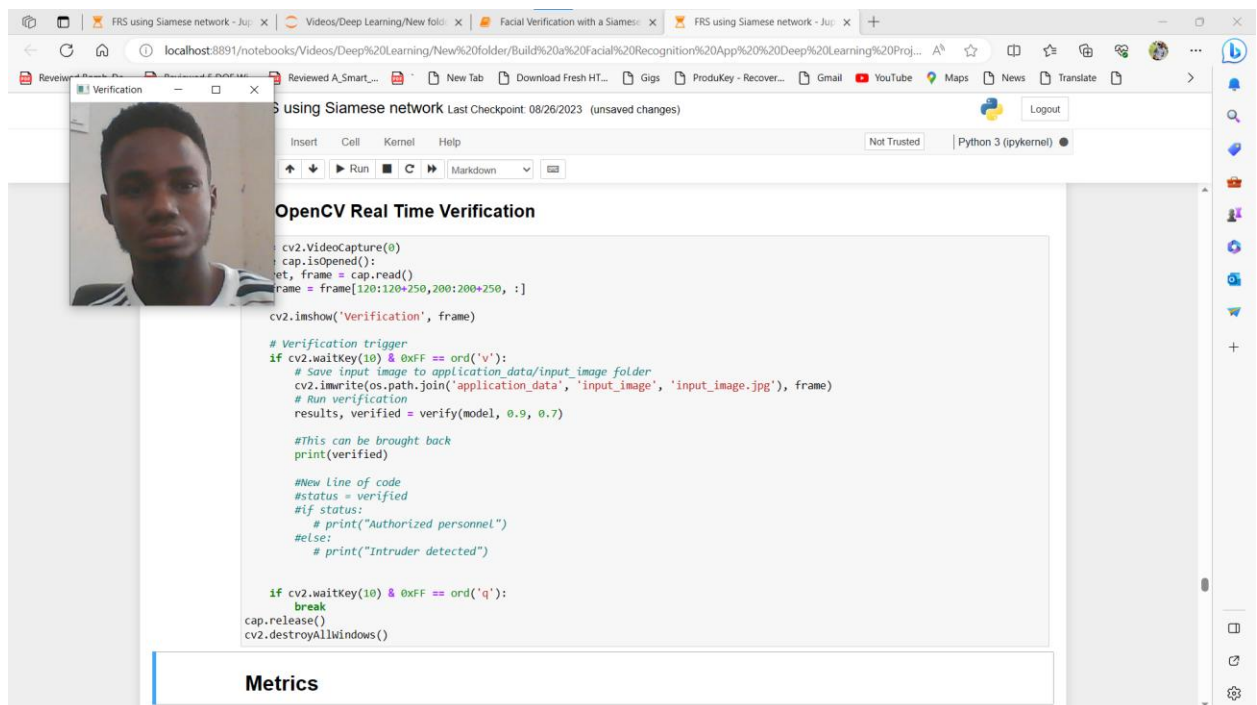 FRS using Siamese network - Jup
Videos/Deep Learning/New fold
Facial Verification with a Siamese
FRS using Siamese network - Jup
localhost:8891/notebooks/Videos/Deep%20Learning/New%20folder/Build%20a%20Facial%20Recognition%20App%20%20Deep%20Learning%20Proj...
Reviewed A_Smart_...
New Tab
Download Fresh HT...
Gigs
ProduKey - Recover...
Gmail
YouTube
Maps
News
Translate
Verification
S using Siamese network Last Checkpoint: 08/26/2023 (unsaved changes)
Logout
Insert Cell Kernel Help
Not Trusted
Python 3 (ipykernel)
Run
Markdown
OpenCV Real Time Verification
cv2.VideoCapture(0)
cap.isOpened():
ret, frame = cap.read()
frame = frame[120:120+250,200:200+250, :]
cv2.imshow('Verification', frame)
# Verification trigger
if cv2.waitKey(10) & 0xFF == ord('v'):
# Save input image to application_data/input_image folder
cv2.imwrite(os.path.join('application_data', 'input_image', 'input_image.jpg'), frame)
# Run verification
results, verified = verify(model, 0.9, 0.7)
#This can be brought back
print(verified)
#New line of code
#status = verified
#if status:
# print("Authorized personnel")
#else:
# print("Intruder detected")
if cv2.waitKey(10) & 0xFF == ord('q'):
break
cap.release()
cv2.destroyAllWindows()
Metrics